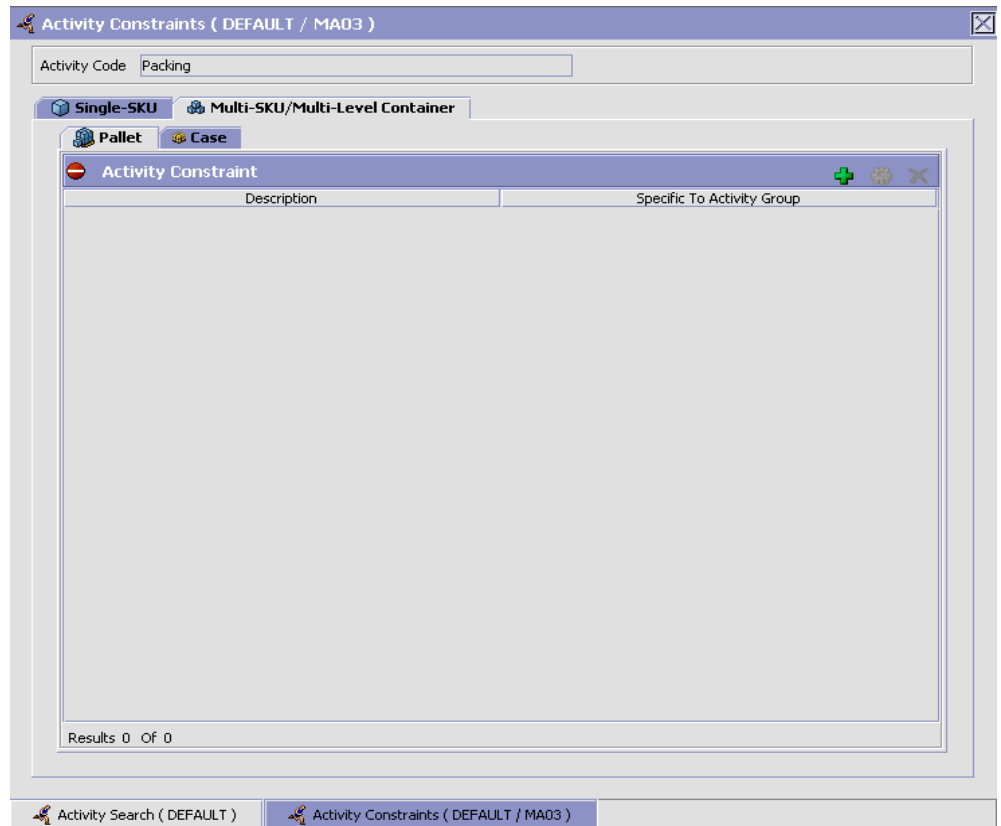 Activity Constraints ( DEFAULT / MA03 )
Activity Code Packing
Single-SKU Multi-SKU/Multi-Level Container
Pallet Case
Activity Constraint
Description Specific To Activity Group
Results 0 Of 0
Activity Search ( DEFAULT ) Activity Constraints ( DEFAULT / MA03 )